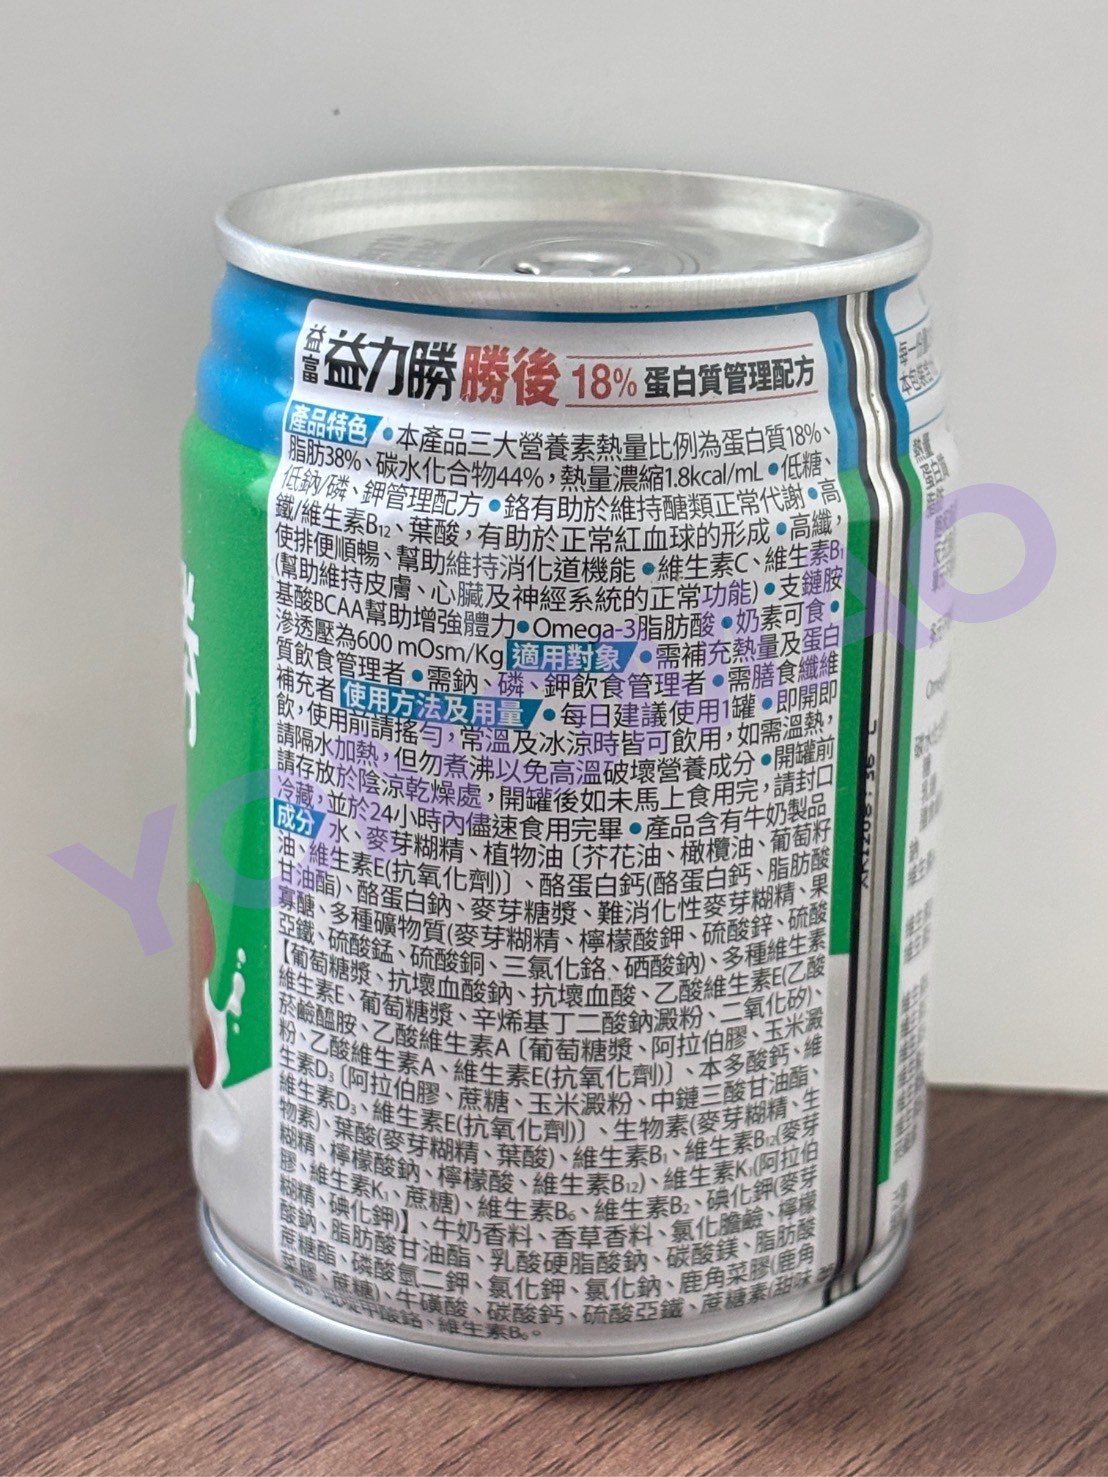 益富 益力勝 勝後 18% 蛋白質管理配方
產品特色 ●本產品三大營養素熱量比例為蛋白質18%、
脂肪38%、碳水化合物44%，熱量濃縮1.8kcal/mL●低糖、
低鈉/磷、鉀管理配方●鉻有助於維持醣類正常代謝●高
鐵/維生素B12、葉酸，有助於正常紅血球的形成●高纖，
使排便順暢、幫助維持消化道機能●維生素C、維生素B1
(幫助維持皮膚、心臟及神經系統的正常功能)●支鏈胺
基酸BCAA幫助增強體力●Omega-3脂肪酸●奶素可食●
滲透壓為600 mOsm/Kg 適用對象 ●需補充熱量及蛋白
質飲食管理者●需鈉、磷、鉀飲食管理者●需膳食纖維
補充者 使用方法及用量 ●每日建議使用1罐●即開即
飲，使用前請搖勻，常溫及冰涼時皆可飲用，如需溫熱，
請隔水加熱，但勿煮沸以免高溫破壞營養成分●開罐前
請存放於陰涼乾燥處，開罐後如未馬上食用完，請封口
冷藏，並於24小時內儘速食用完畢●產品含有牛奶製品
成分 水、麥芽糊精、植物油〔芥花油、橄欖油、葡萄籽
油、維生素E(抗氧化劑)〕、酪蛋白鈣(酪蛋白鈣、脂肪酸
甘油酯)、酪蛋白鈉、麥芽糖漿、難消化性麥芽糊精、果
寡醣、多種礦物質(麥芽糊精、檸檬酸鉀、硫酸鋅、硫酸
亞鐵、硫酸錳、硫酸銅、三氯化鉻、硒酸鈉)、多種維生素
【葡萄糖漿、抗壞血酸鈉、抗壞血酸、乙酸維生素E(乙酸
維生素E、葡萄糖漿、辛烯基丁二酸鈉澱粉、二氧化矽)、
菸鹼醯胺、乙酸維生素A〔葡萄糖漿、阿拉伯膠、玉米澱
粉、乙酸維生素A、維生素E(抗氧化劑)〕、本多酸鈣、維
生素D3〔阿拉伯膠、蔗糖、玉米澱粉、中鏈三酸甘油酯、
維生素D3、維生素E(抗氧化劑)〕、生物素(麥芽糊精、生
物素)、葉酸(麥芽糊精、葉酸)、維生素B1、維生素B12(麥芽
糊精、檸檬酸鈉、檸檬酸、維生素B12)、維生素K1(阿拉伯
膠、維生素K1、蔗糖)、維生素B6、維生素B2、碘化鉀(麥芽
糊精、碘化鉀)】、牛奶香料、香草香料、氯化膽鹼、檸檬
酸鈉、脂肪酸甘油酯、乳酸硬脂酸鈉、碳酸鎂、脂肪酸
蔗糖酯、磷酸氫二鉀、氯化鉀、氯化鈉、鹿角菜膠(鹿角
菜膠、蔗糖)、牛磺酸、碳酸鈣、硫酸亞鐵、蔗糖素(甜味
維生素B6。
勝
每一份量
本包裝含
熱量
蛋白質
脂肪
YOUMIAO